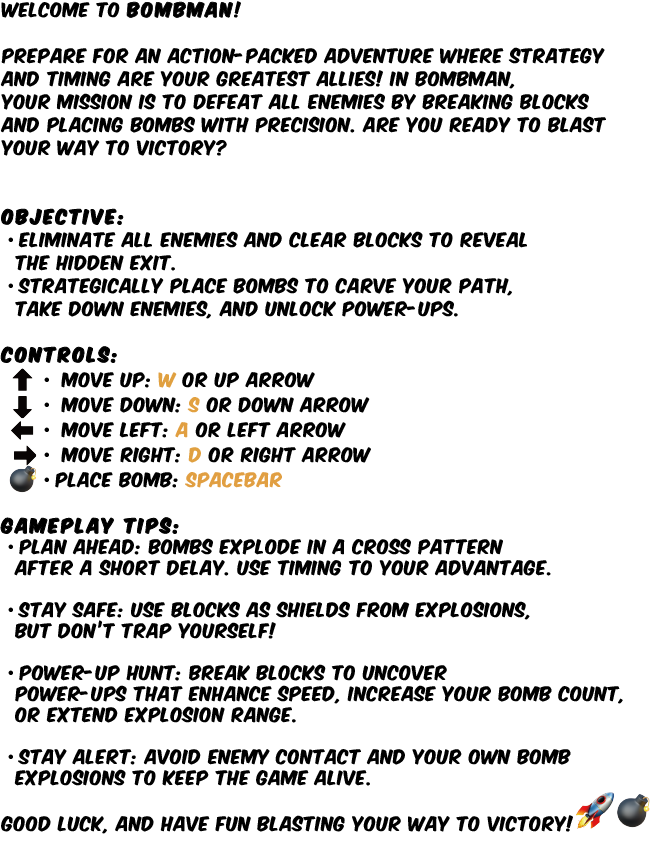 WELCOME TO BOMBMAN!
PREPARE FOR AN ACTION-PACKED ADVENTURE WHERE STRATEGY
AND TIMING ARE YOUR GREATEST ALLIES! IN BOMBMAN,
YOUR MISSION IS TO DEFEAT ALL ENEMIES BY BREAKING BLOCKS
AND PLACING BOMBS WITH PRECISION. ARE YOU READY TO BLAST
YOUR WAY TO VICTORY?
OBJECTIVE:
• ELIMINATE ALL ENEMIES AND CLEAR BLOCKS TO REVEAL
THE HIDDEN EXIT.
• STRATEGICALLY PLACE BOMBS TO CARVE YOUR PATH,
TAKE DOWN ENEMIES, AND UNLOCK POWER-UPS.
CONTROLS:
• MOVE UP: W OR UP ARROW
• MOVE DOWN: S OR DOWN ARROW
• MOVE LEFT: A OR LEFT ARROW
• MOVE RIGHT: D OR RIGHT ARROW
• PLACE BOMB: SPACEBAR
GAMEPLAY TIPS:
• PLAN AHEAD: BOMBS EXPLODE IN A CROSS PATTERN
AFTER A SHORT DELAY. USE TIMING TO YOUR ADVANTAGE.
• STAY SAFE: USE BLOCKS AS SHIELDS FROM EXPLOSIONS,
BUT DON'T TRAP YOURSELF!
• POWER-UP HUNT: BREAK BLOCKS TO UNCOVER
POWER-UPS THAT ENHANCE SPEED, INCREASE YOUR BOMB COUNT,
OR EXTEND EXPLOSION RANGE.
• STAY ALERT: AVOID ENEMY CONTACT AND YOUR OWN BOMB
EXPLOSIONS TO KEEP THE GAME ALIVE.
GOOD LUCK, AND HAVE FUN BLASTING YOUR WAY TO VICTORY!